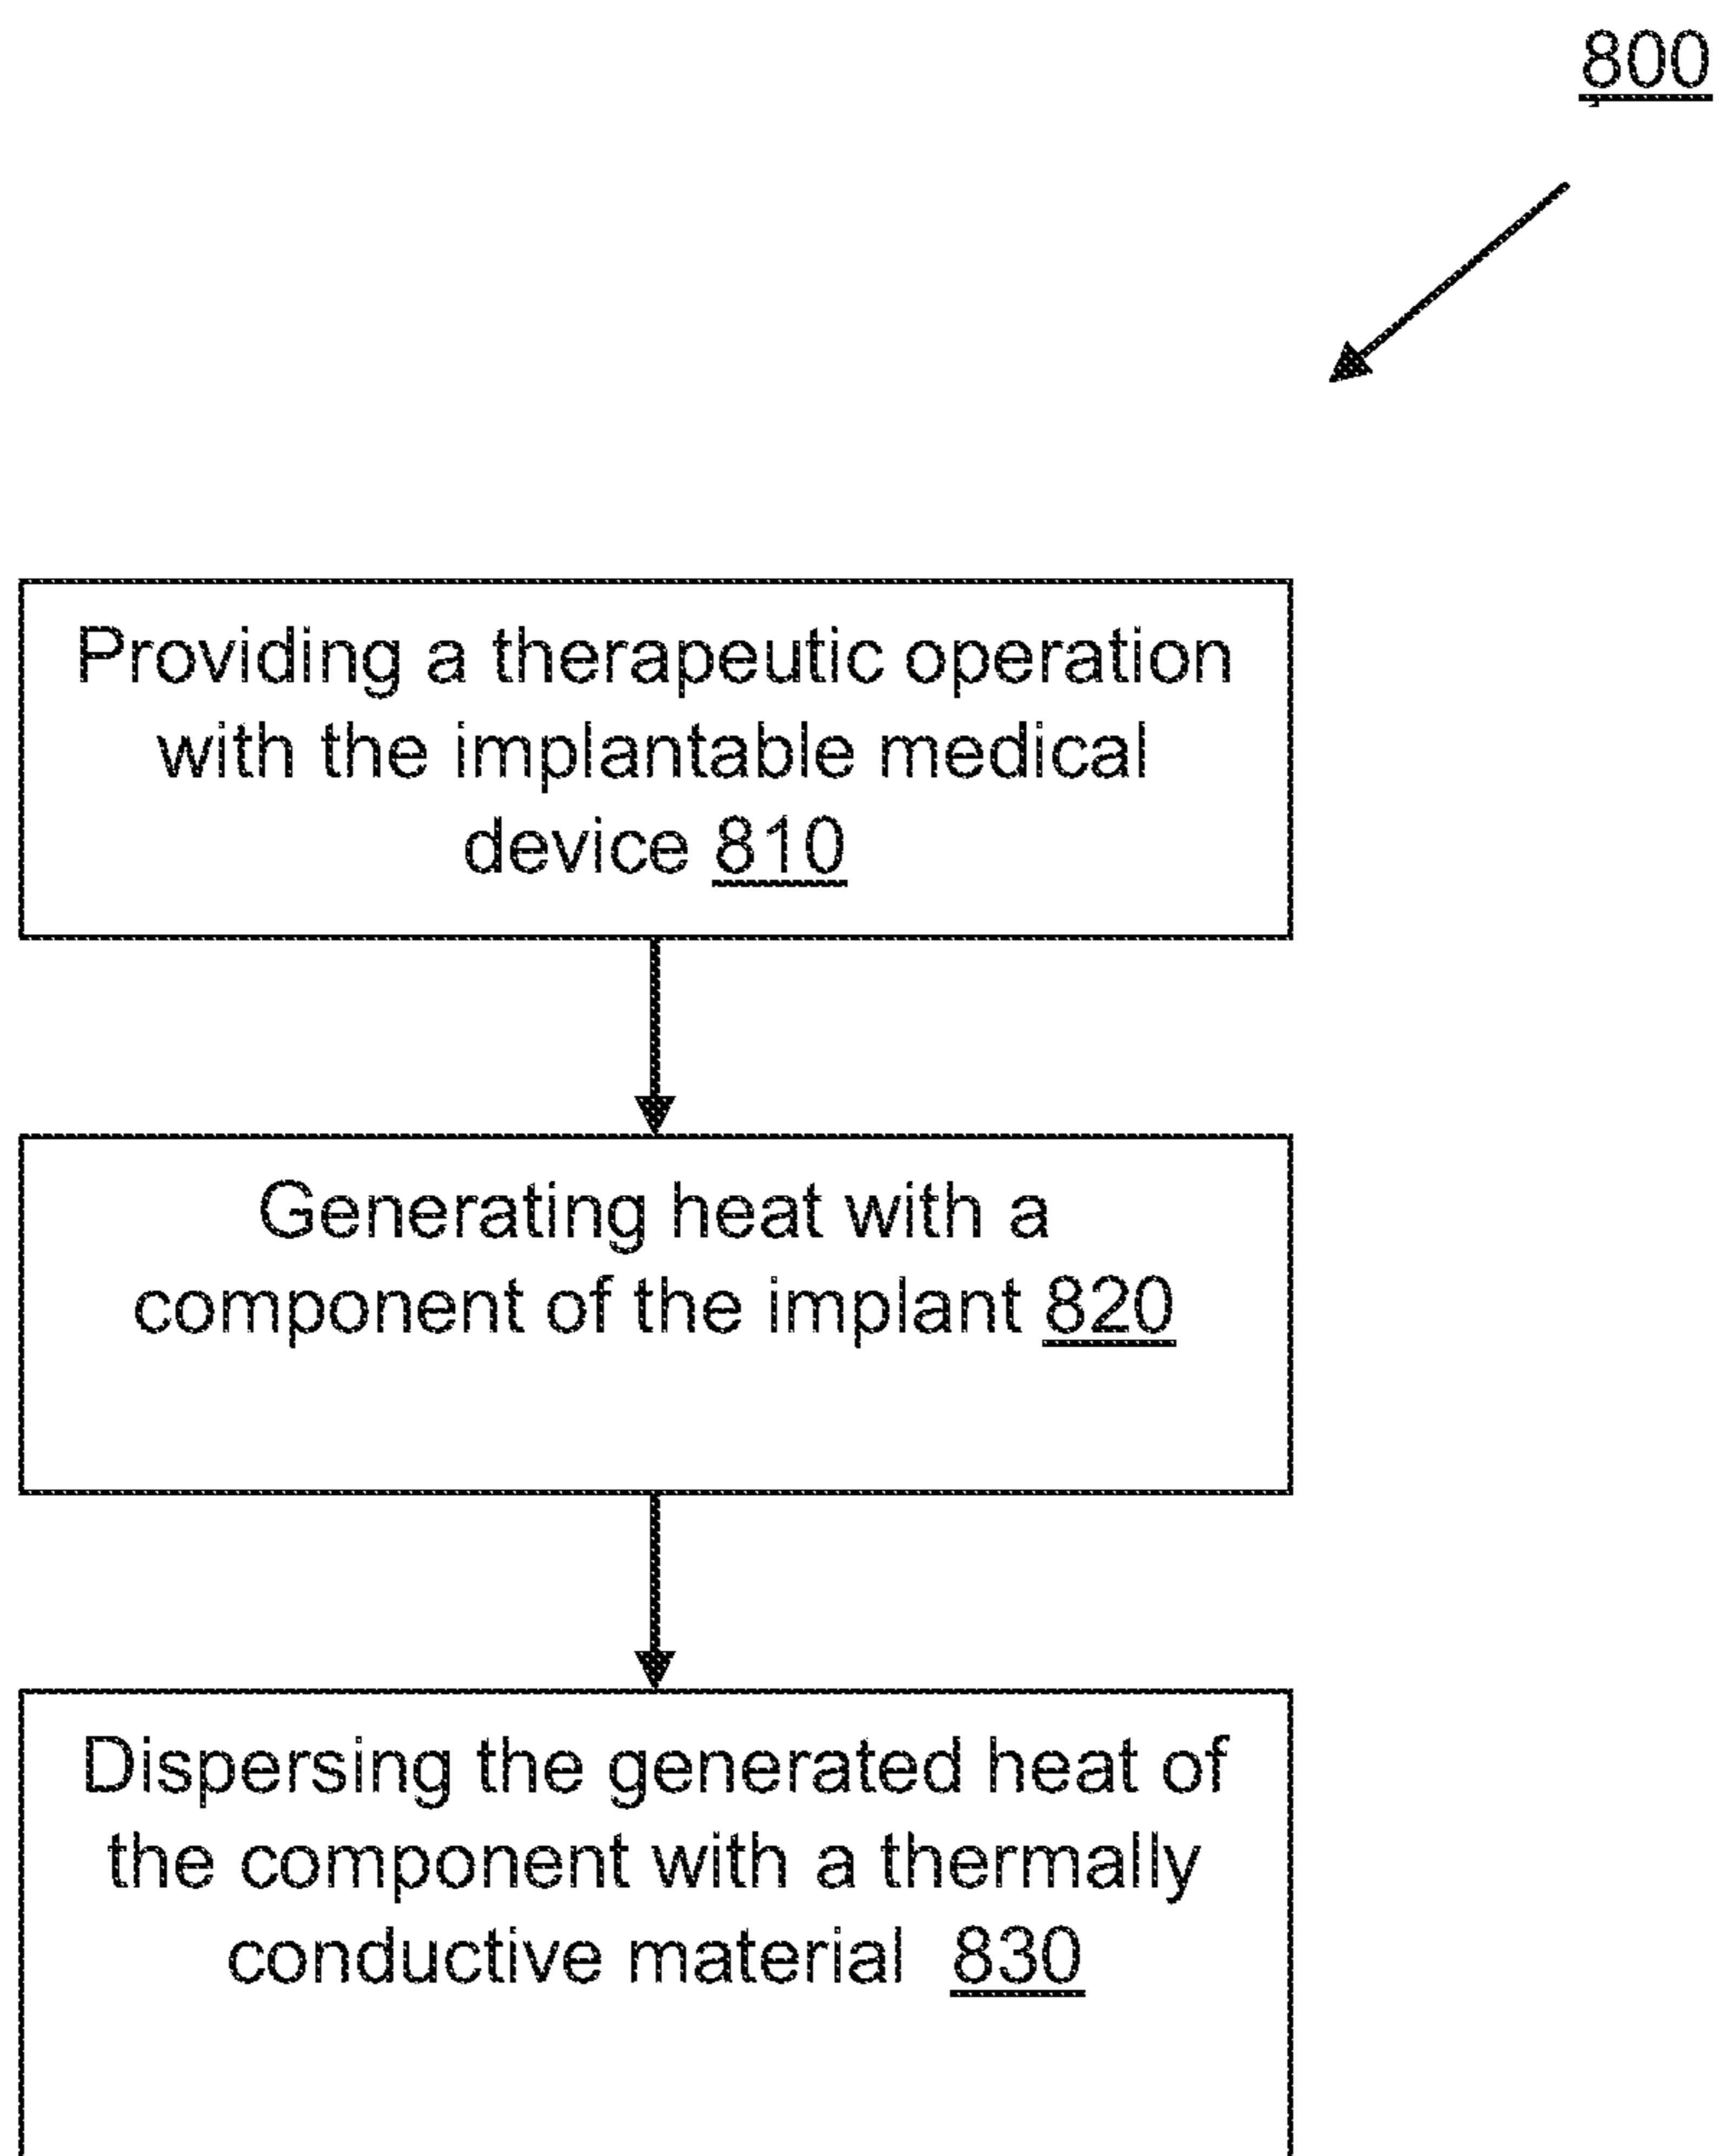 800
Providing a therapeutic operation
with the implantable medical
device 810
Generating heat with a
component of the implant 820
Dispersing the generated heat of
the component with a thermally
conductive material 830